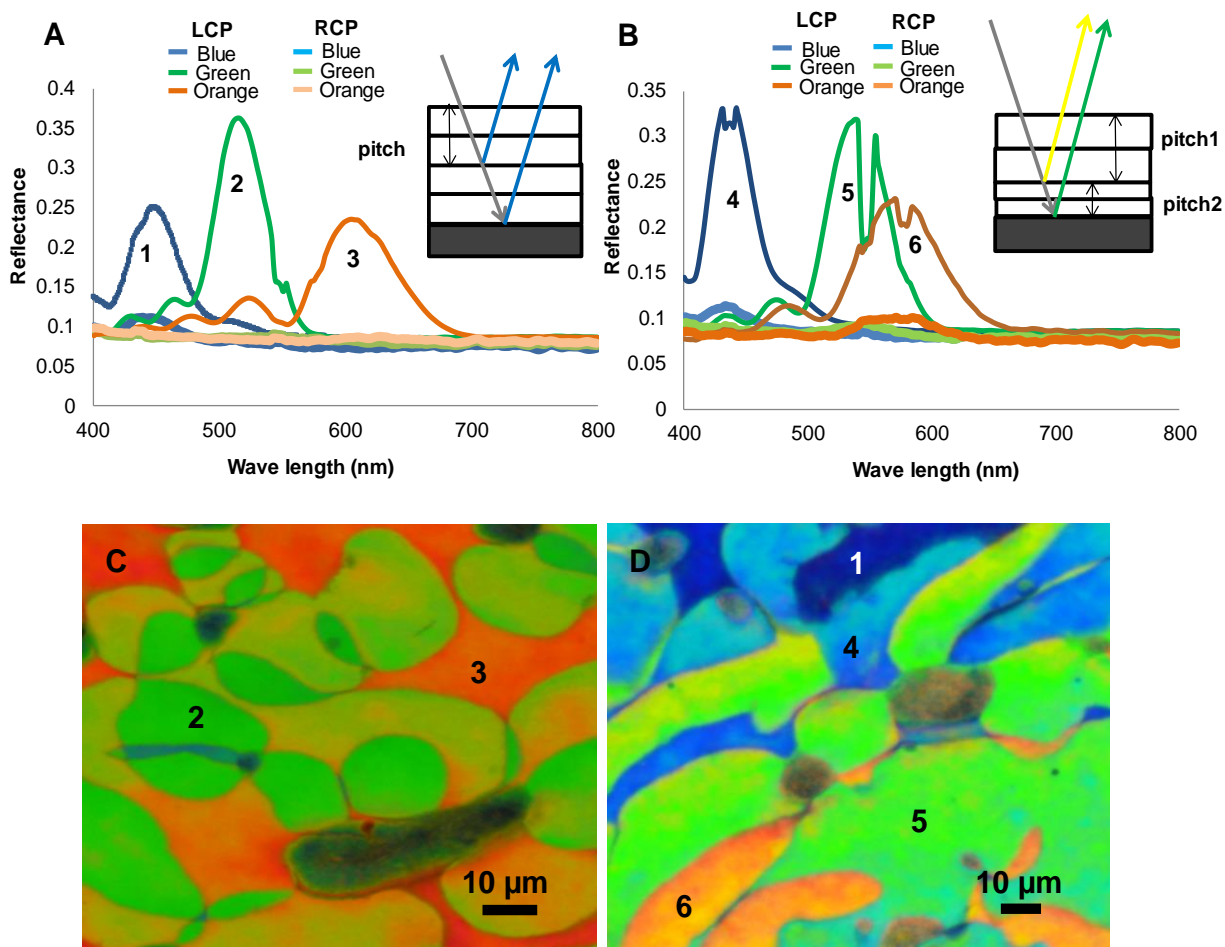 A
LCP RCP
Blue Blue
Green Green
Orange Orange
0.4
0.35
0.3
0.25
0.2
0.15
0.1
0.05
0
Reflectance
1
2
3
pitch
400 500 600 700 800
Wave length (nm)
B
LCP RCP
Blue Blue
Green Green
Orange Orange
0.35
0.3
0.25
0.2
0.15
0.1
0.05
0
Reflectance
4
5
6
pitch1
pitch2
400 500 600 700 800
Wave length (nm)
C
3
2
10 µm
D
1
4
5
6
10 µm